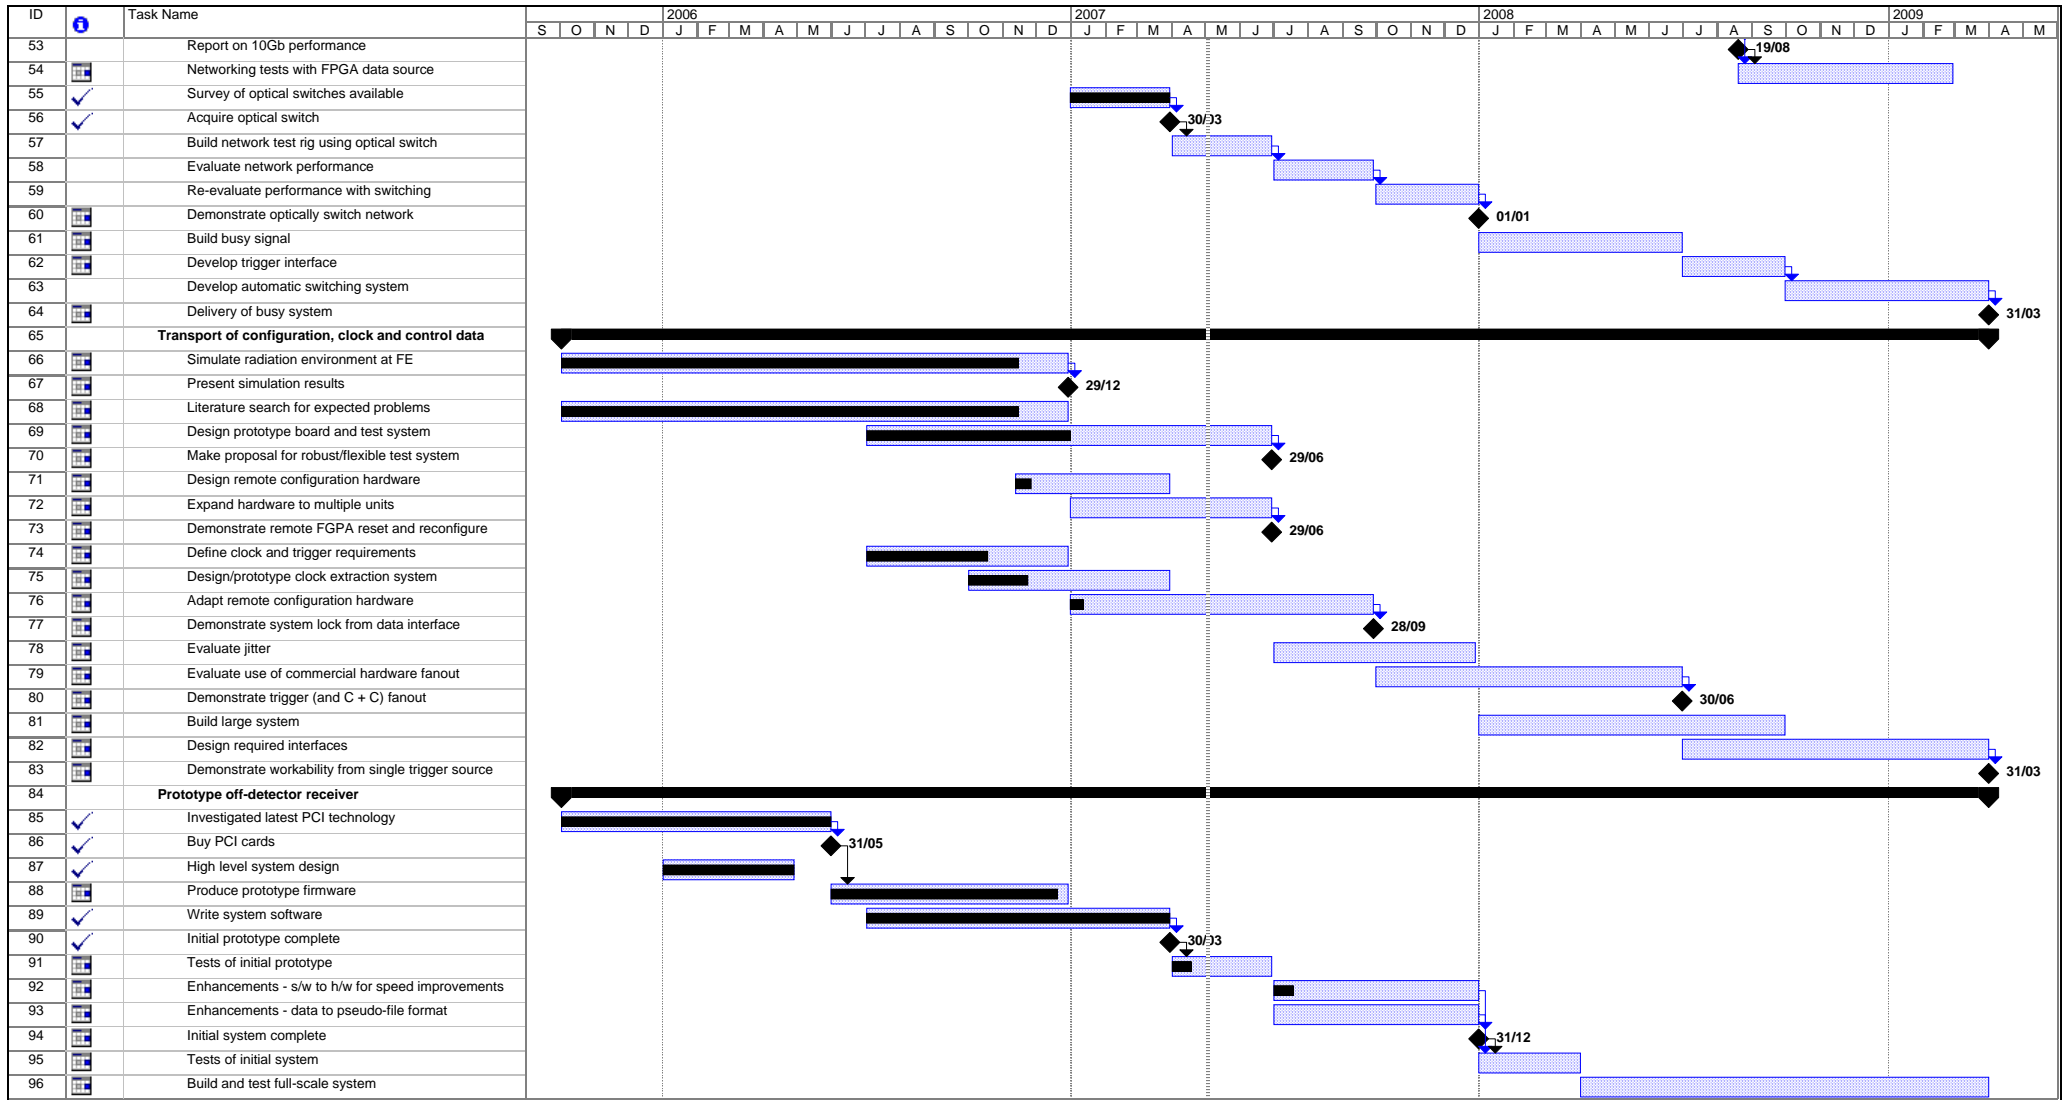 ID Task Name 2006 2007 2008 2009
S O N D J F M A M J J A S O N D J F M A M J J A S O N D J F M A M J J A S O N D J F M A M
53 Report on 10Gb performance 19/08
54 Networking tests with FPGA data source
55 Survey of optical switches available
56 Acquire optical switch 30/03
57 Build network test rig using optical switch
58 Evaluate network performance
59 Re-evaluate performance with switching
60 Demonstrate optically switch network 01/01
61 Build busy signal
62 Develop trigger interface
63 Develop automatic switching system
64 Delivery of busy system 31/03
65 Transport of configuration, clock and control data
66 Simulate radiation environment at FE
67 Present simulation results 29/12
68 Literature search for expected problems
69 Design prototype board and test system
70 Make proposal for robust/flexible test system 29/06
71 Design remote configuration hardware
72 Expand hardware to multiple units
73 Demonstrate remote FGPA reset and reconfigure 29/06
74 Define clock and trigger requirements
75 Design/prototype clock extraction system
76 Adapt remote configuration hardware
77 Demonstrate system lock from data interface 28/09
78 Evaluate jitter
79 Evaluate use of commercial hardware fanout
80 Demonstrate trigger (and C + C) fanout 30/06
81 Build large system
82 Design required interfaces
83 Demonstrate workability from single trigger source 31/03
84 Prototype off-detector receiver
85 Investigated latest PCI technology
86 Buy PCI cards 31/05
87 High level system design
88 Produce prototype firmware
89 Write system software
90 Initial prototype complete 30/03
91 Tests of initial prototype
92 Enhancements - s/w to h/w for speed improvements
93 Enhancements - data to pseudo-file format
94 Initial system complete 31/12
95 Tests of initial system
96 Build and test full-scale system